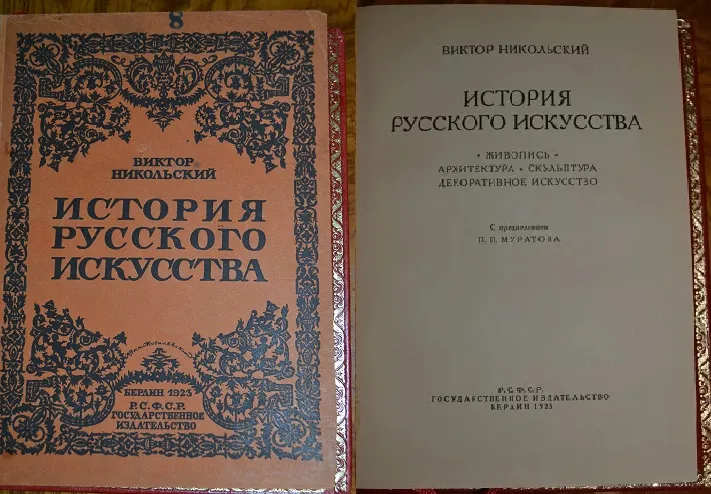 8
ВИКТОР
НИКОЛЬСКИЙ
ИСТОРИЯ
РУССКОГО
ИСКУССТВА
БЕРЛИН 1923
Р.С.Ф.С.Р.
ГОСУДАРСТВЕННОЕ
ИЗДАТЕЛЬСТВО
ВИКТОР НИКОЛЬСКИЙ
ИСТОРИЯ
РУССКОГО ИСКУССТВА
• ЖИВОПИСЬ •
АРХИТЕКТУРА • СКУЛЬПТУРА
ДЕКОРАТИВНОЕ ИСКУССТВО
С предисловием
П. П. МУРАТОВА
Р. С. Ф. С. Р.
ГОСУДАРСТВЕННОЕ ИЗДАТЕЛЬСТВО
БЕРЛИН 1923